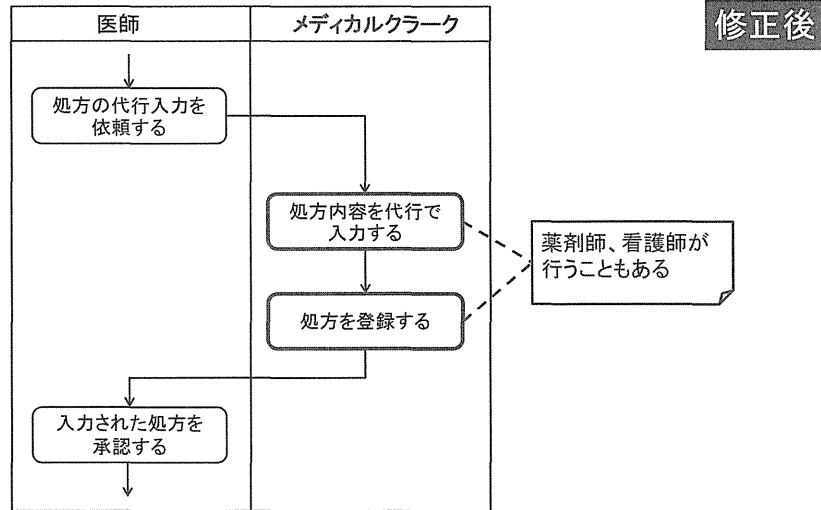 医師
メディカルクラーク
修正後
処方の代行入力を
依頼する
処方内容を代行で
入力する
薬剤師、看護師が
行うこともある
処方を登録する
入力された処方を
承認する